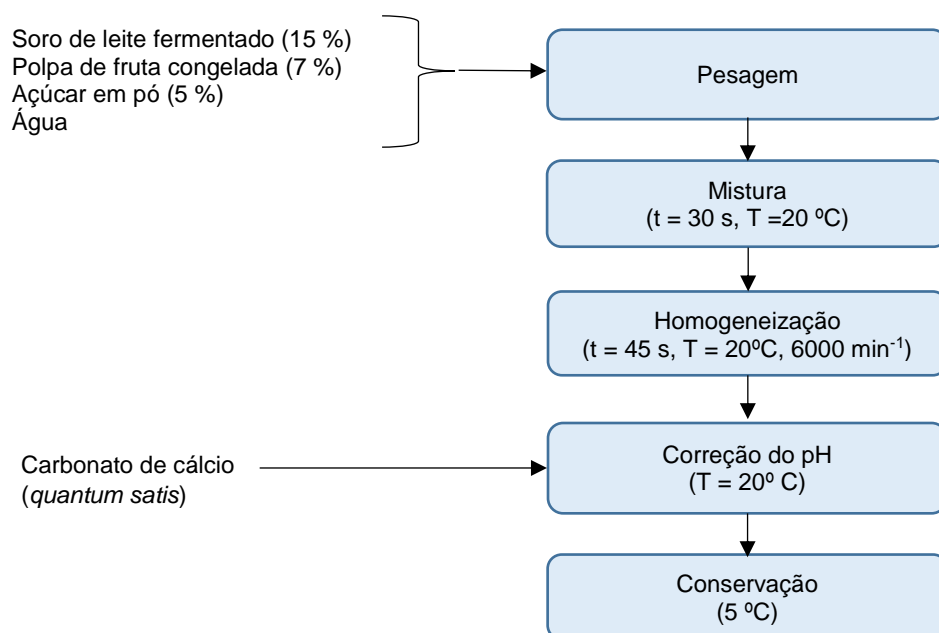 Soro de leite fermentado (15 %)
Polpa de fruta congelada (7 %)
Açúcar em pó (5 %)
Água
Pesagem
Mistura
(t = 30 s, T =20 ºC)
Homogeneização
(t = 45 s, T = 20ºC, 6000 min⁻¹)
Carbonato de cálcio
(quantum satis)
Correção do pH
(T = 20º C)
Conservação
(5 ºC)